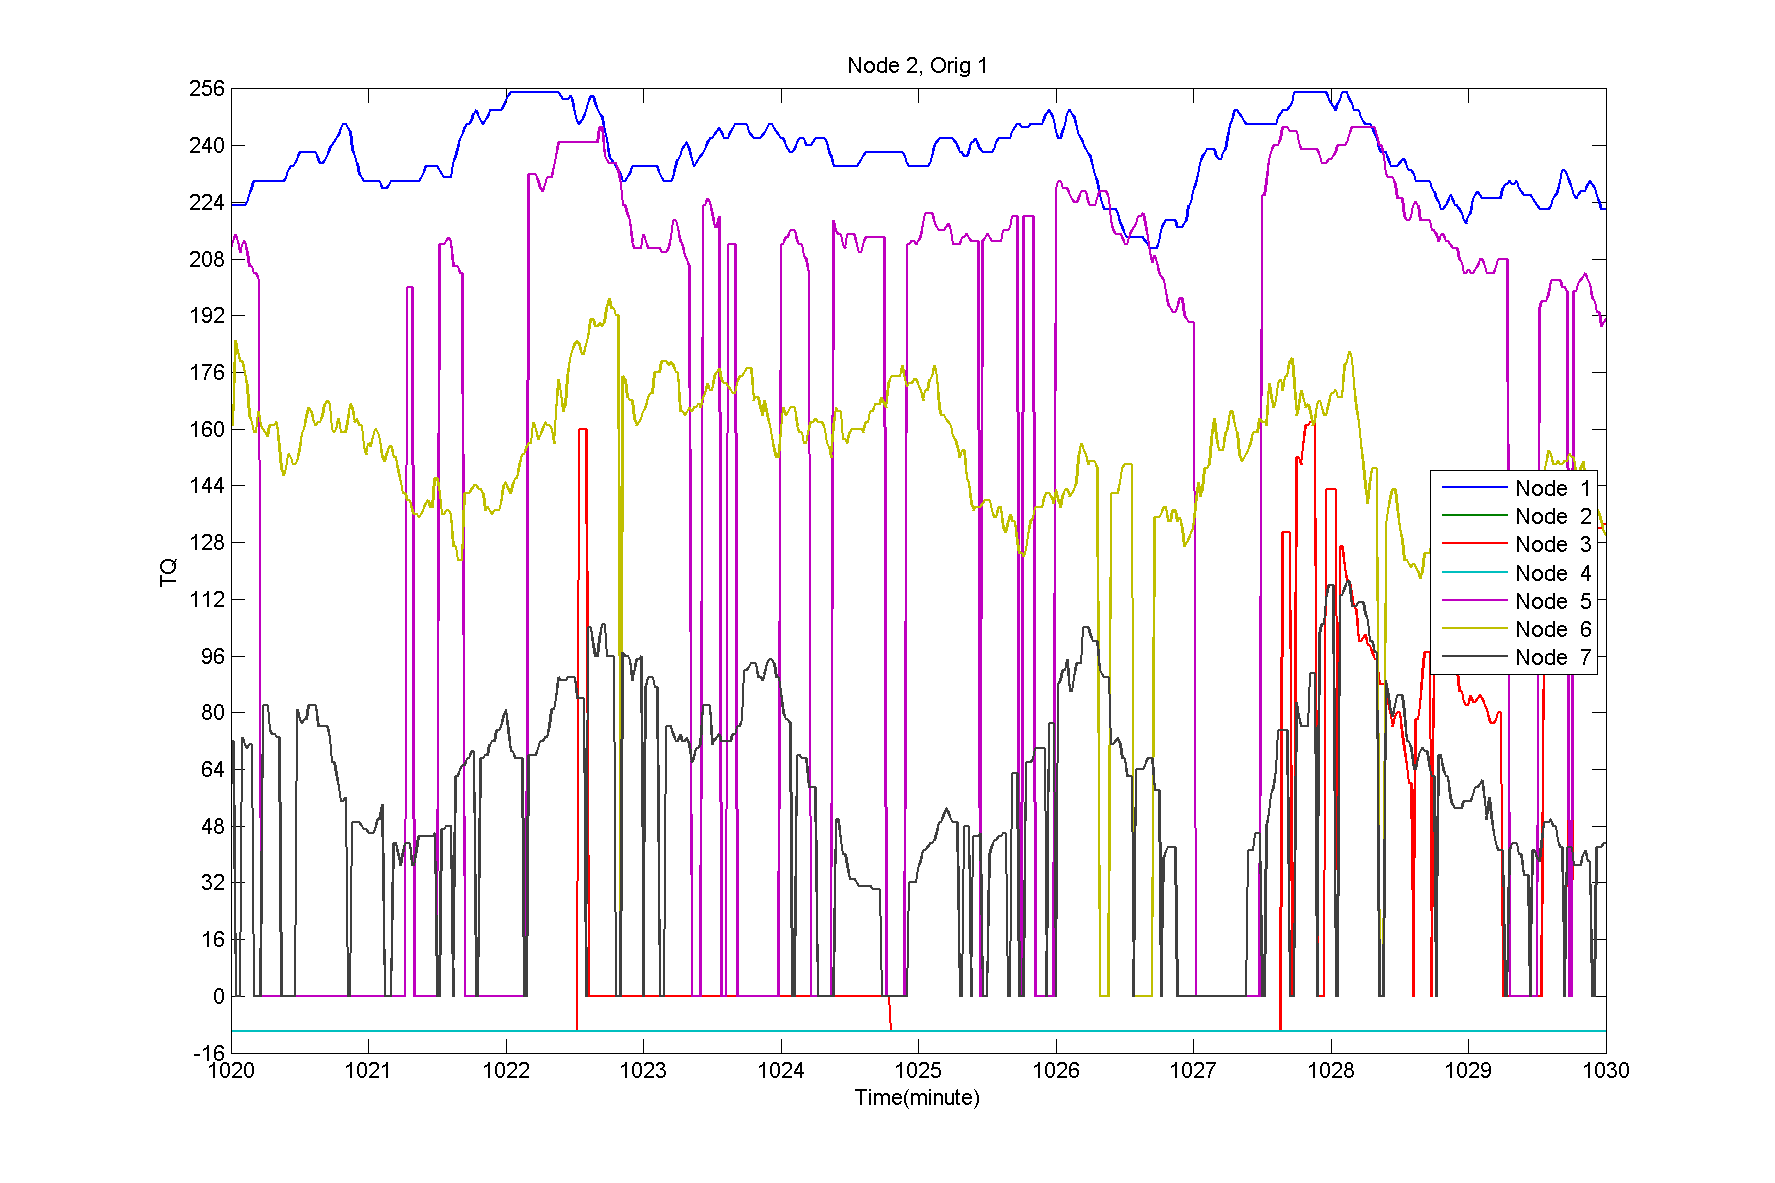 Node 2, Orig 1
256
240
224
208
192
176
160
144
128
112
96
80
64
48
32
16
0
-16
TQ
Node 1
Node 2
Node 3
Node 4
Node 5
Node 6
Node 7
1020 1021 1022 1023 1024 1025 1026 1027 1028 1029 1030
Time(minute)